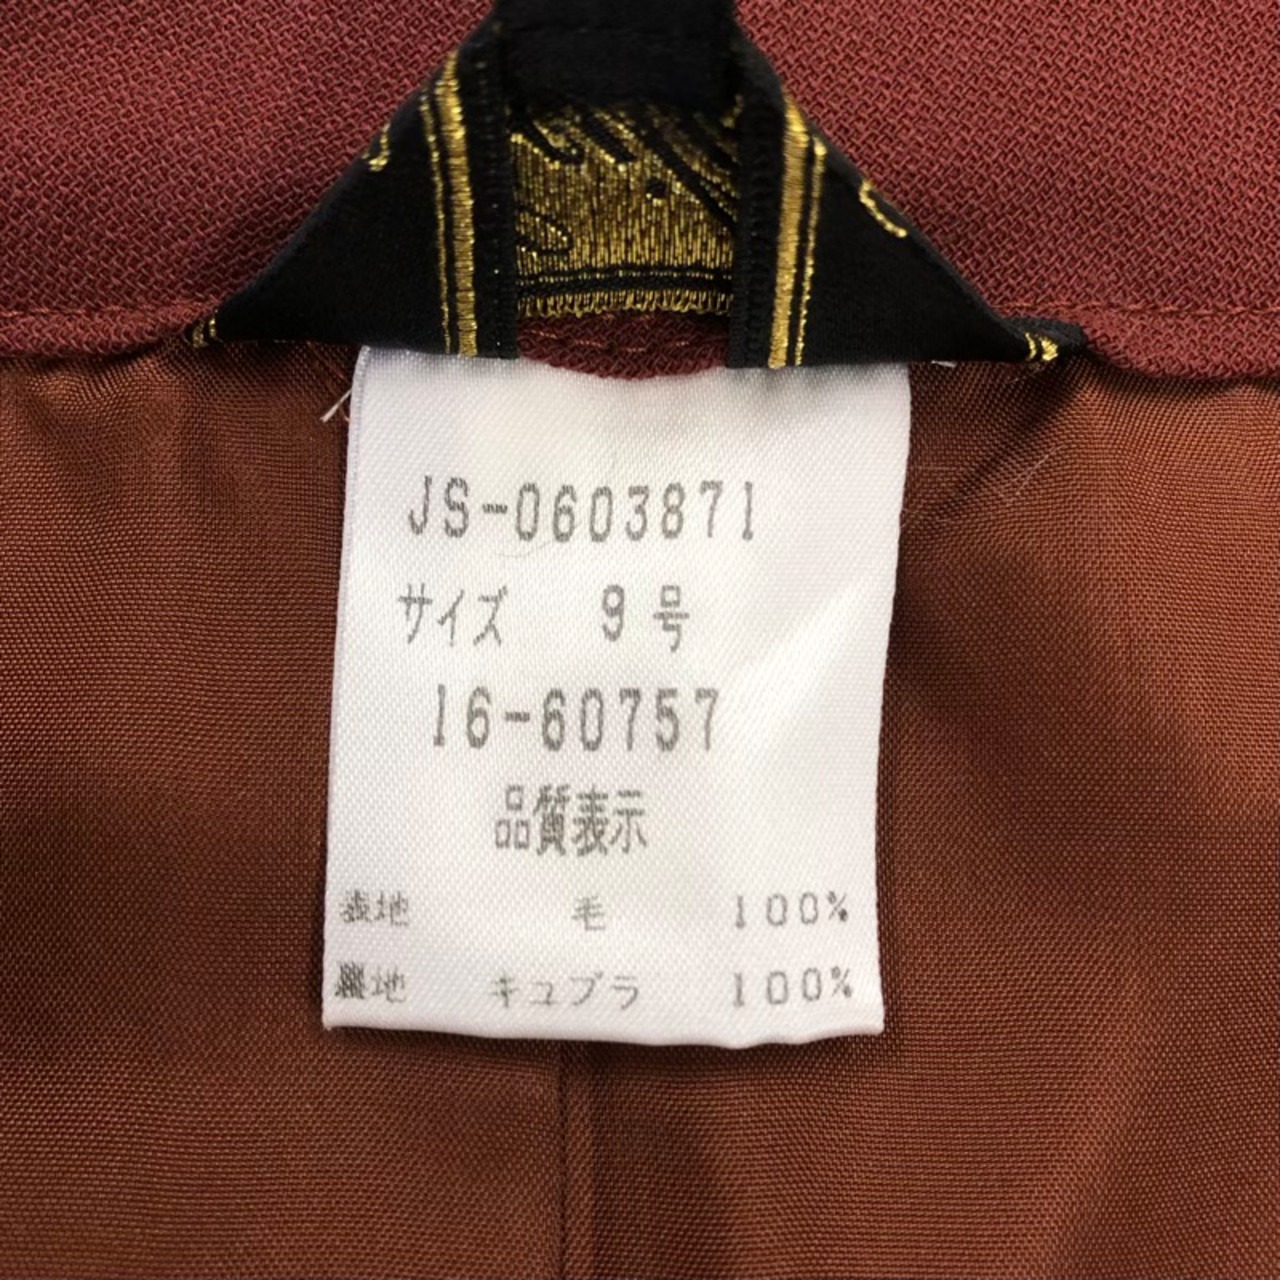 JS-0603871
サイズ 9号
16-60757
品質表示
表地 毛 100%
裏地 キュプラ 100%